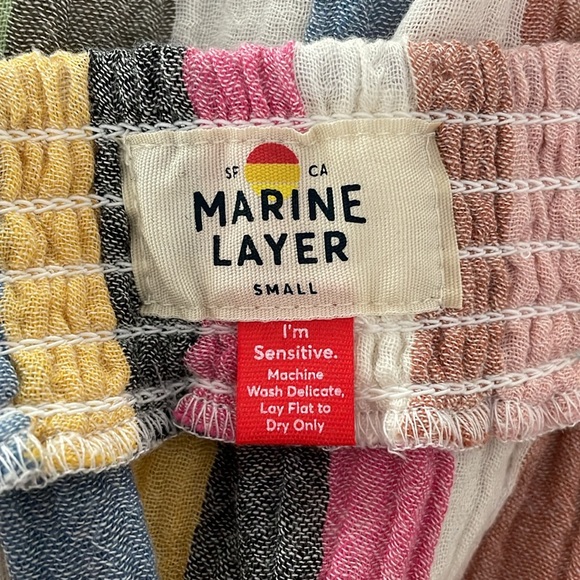 SF CA
MARINE
LAYER
SMALL
I'm
Sensitive.
Machine
Wash Delicate,
Lay Flat to
Dry Only